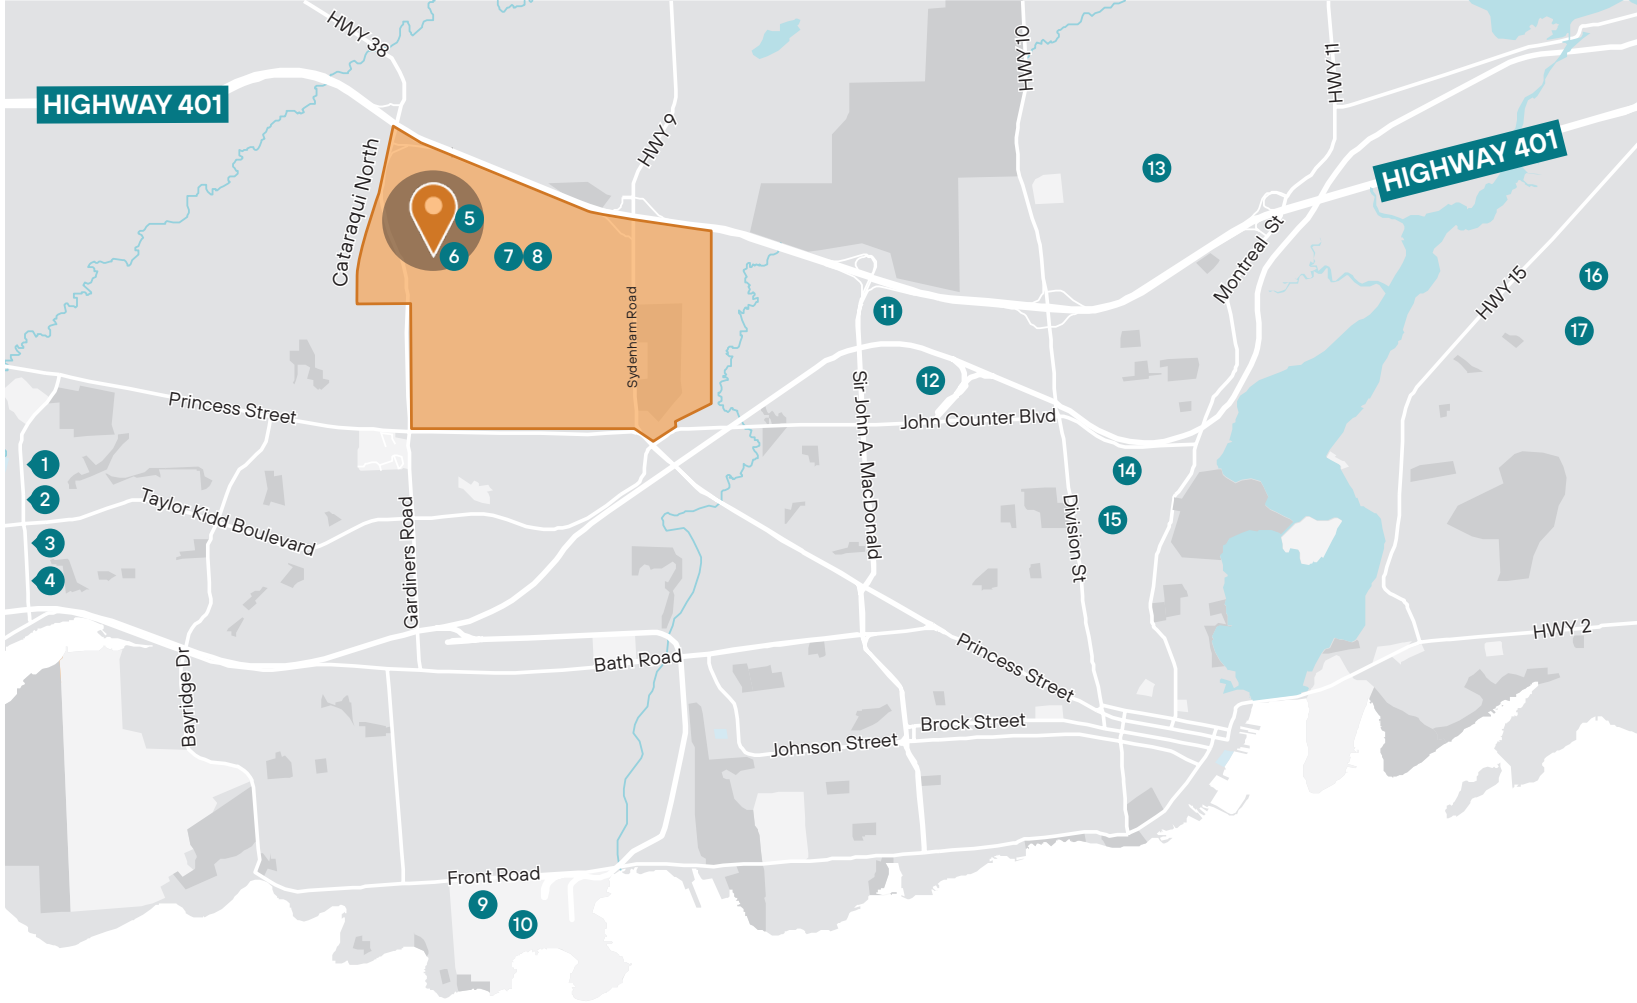 HWY 38
HWY 10
HWY 11
HIGHWAY 401
HWY 9
Cataraqui North
HIGHWAY 401
13
5
6
7
8
Montreal St
16
HWY 15
11
17
Sydenham Road
12
Princess Street
John Counter Blvd
Sir John A. MacDonald
1
14
2
Taylor Kidd Boulevard
15
3
Gardiners Road
Division St
4
HWY 2
Bath Road
Princess Street
Bayridge Dr
Brock Street
Johnson Street
Front Road
9
10